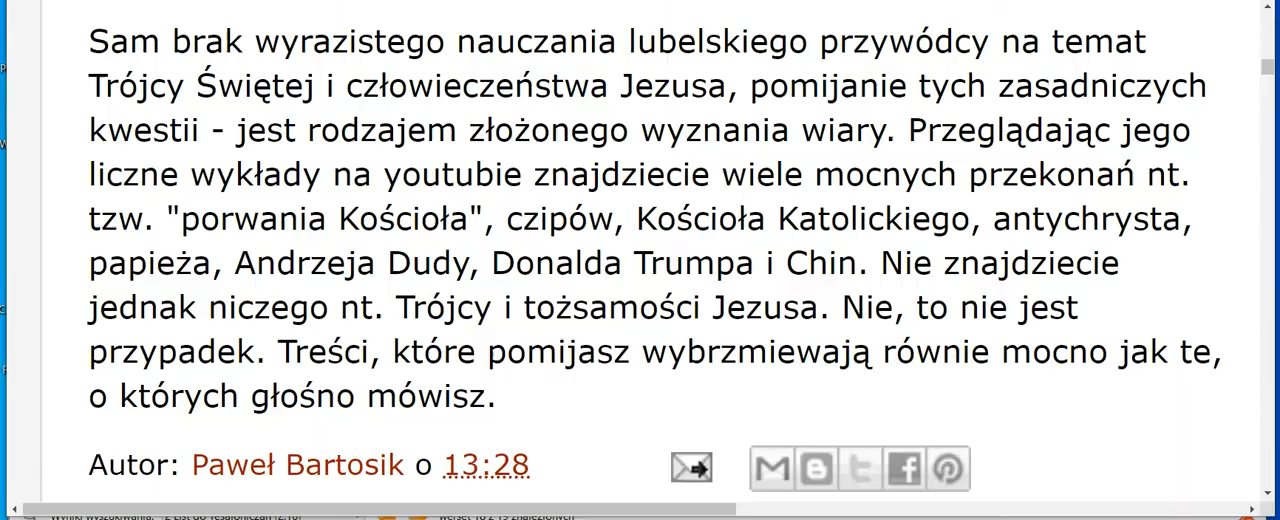 Sam brak wyrazistego nauczania lubelskiego przywódcy na temat
Trójcy Świętej i człowieczeństwa Jezusa, pomijanie tych zasadniczych
kwestii - jest rodzajem złożonego wyznania wiary. Przeglądając jego
liczne wykłady na youtubie znajdziecie wiele mocnych przekonań nt.
tzw. "porwania Kościoła", czipów, Kościoła Katolickiego, antychrysta,
papieża, Andrzeja Dudy, Donalda Trumpa i Chin. Nie znajdziecie
jednak niczego nt. Trójcy i tożsamości Jezusa. Nie, to nie jest
przypadek. Treści, które pomijasz wybrzmiewają równie mocno jak te,
o których głośno mówisz.
Autor: Paweł Bartosik o 13:28